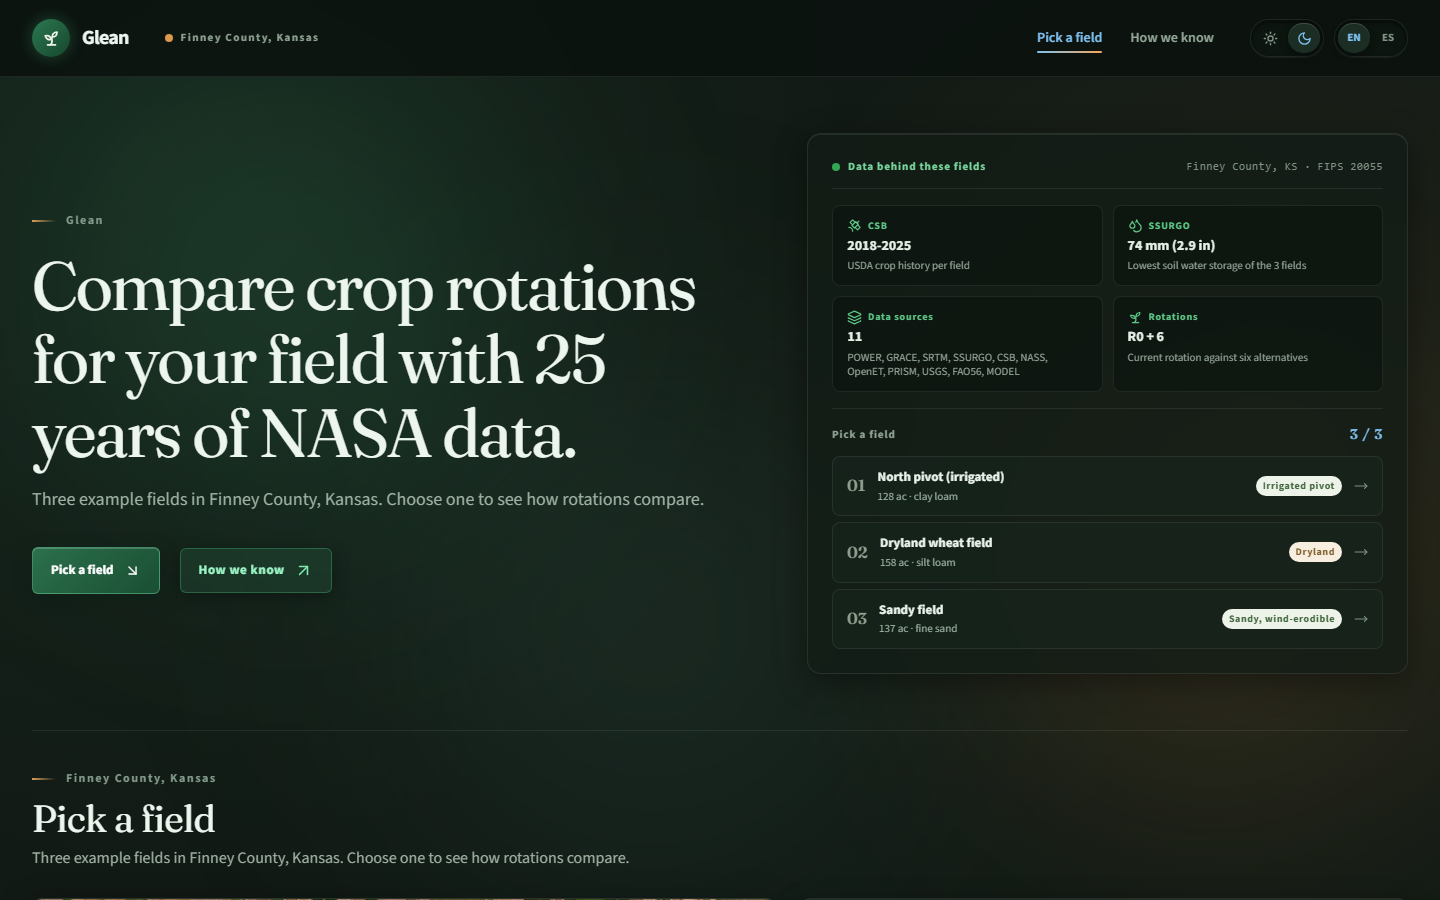 Glean
Finney County, Kansas
Pick a field
How we know
EN
ES
Glean
Compare crop rotations
for your field with 25
years of NASA data.
Three example fields in Finney County, Kansas. Choose one to see how rotations compare.
Pick a field
How we know
Data behind these fields
Finney County, KS · FIPS 20055
CSB
2018-2025
USDA crop history per field
SSURGO
74 mm (2.9 in)
Lowest soil water storage of the 3 fields
Data sources
11
POWER, GRACE, SRTM, SSURGO, CSB, NASS,
OpenET, PRISM, USGS, FAO56, MODEL
Rotations
R0 + 6
Current rotation against six alternatives
Pick a field
3 / 3
01
North pivot (irrigated)
128 ac · clay loam
Irrigated pivot
02
Dryland wheat field
158 ac · silt loam
Dryland
03
Sandy field
137 ac · fine sand
Sandy, wind-erodible
Finney County, Kansas
Pick a field
Three example fields in Finney County, Kansas. Choose one to see how rotations compare.